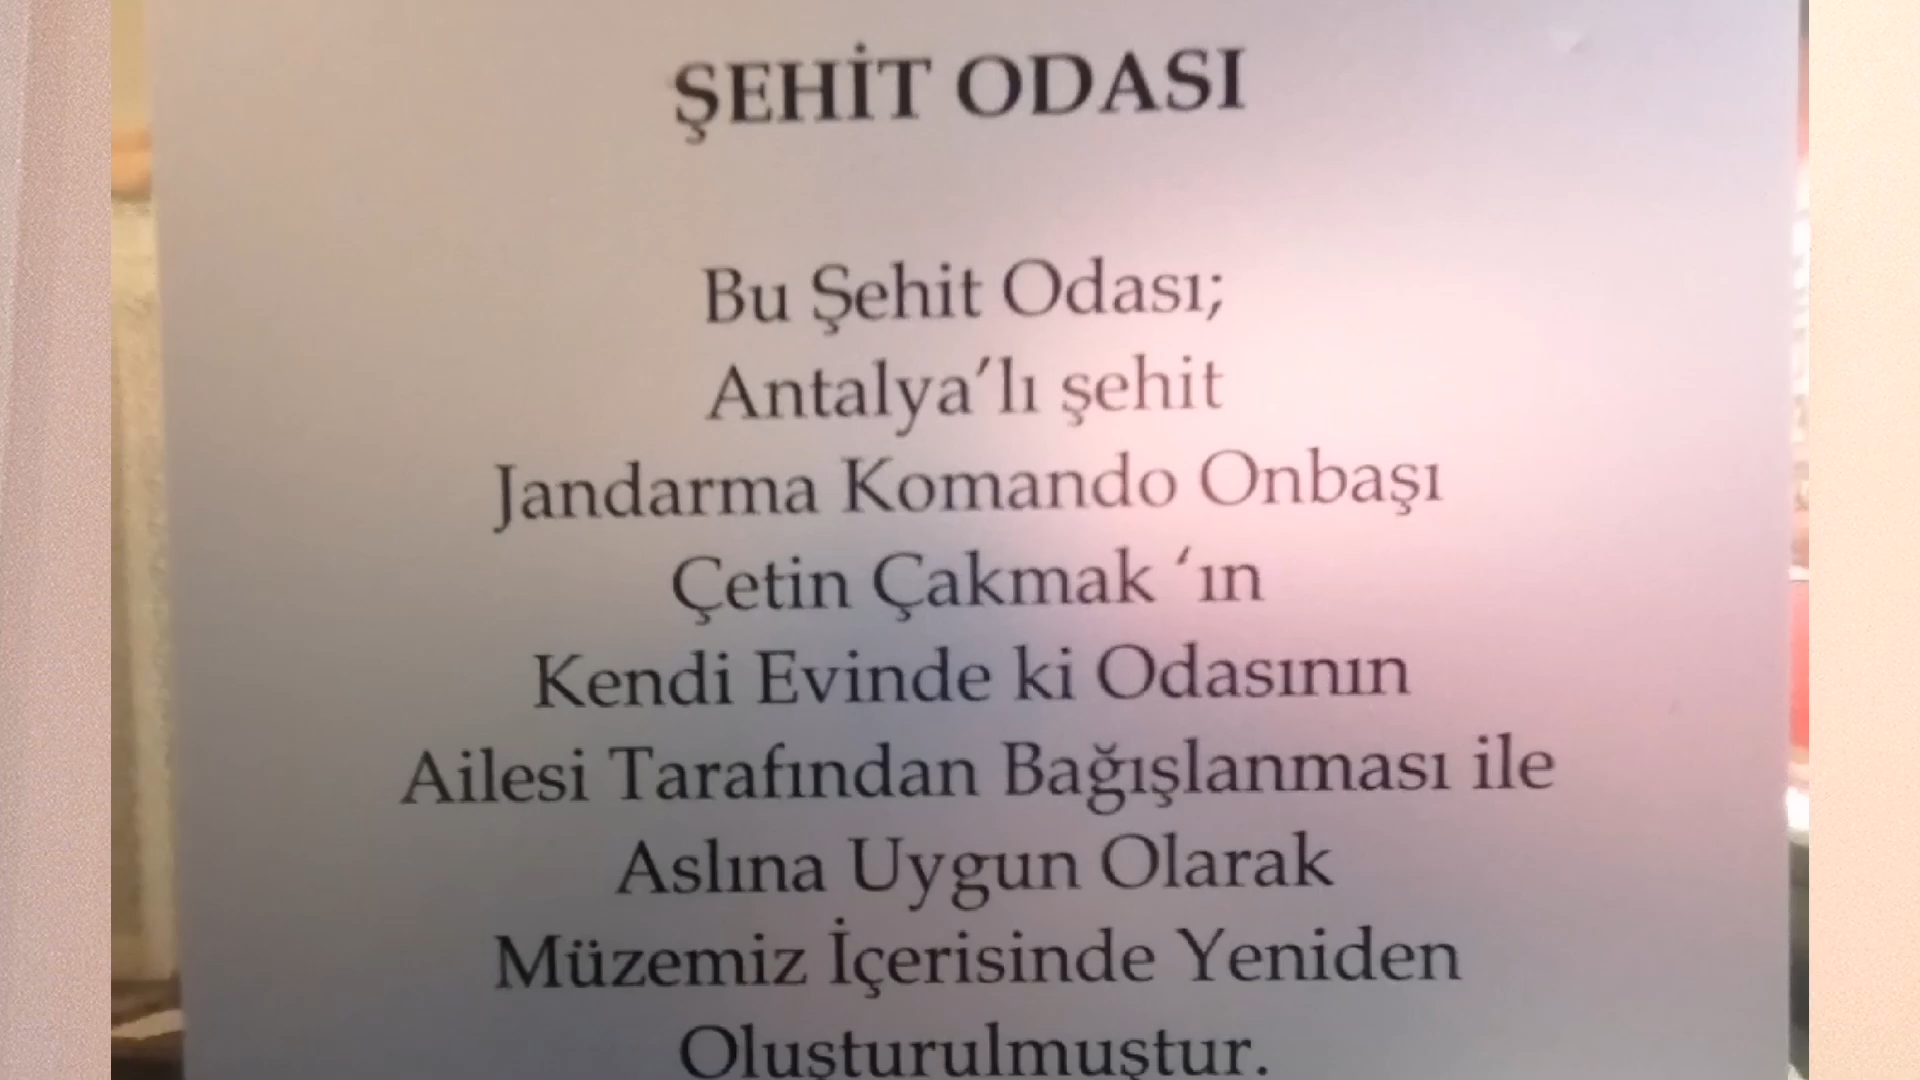 ŞEHİT ODASI
Bu Şehit Odası;
Antalya'lı şehit
Jandarma Komando Onbaşı
Çetin Çakmak ‘ın
Kendi Evinde ki Odasının
Ailesi Tarafından Bağışlanması ile
Aslına Uygun Olarak
Müzemiz İçerisinde Yeniden
Oluşturulmuştur.